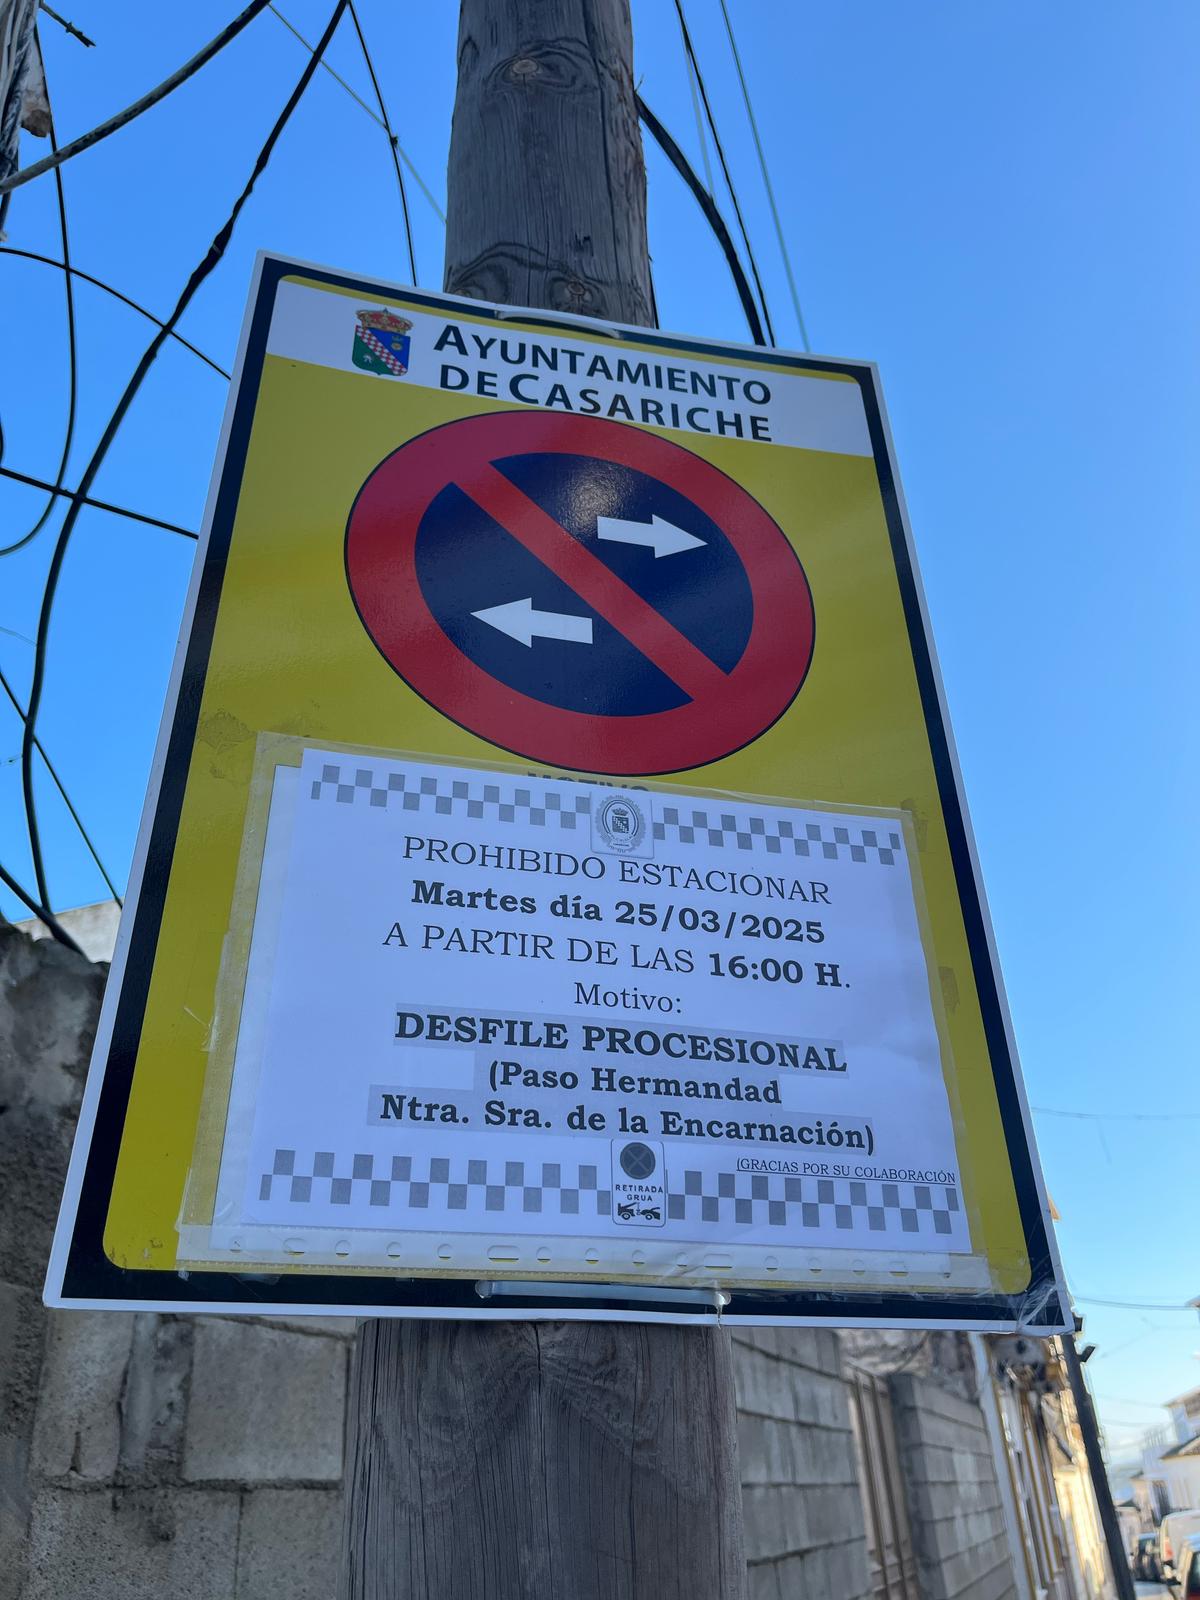 AYUNTAMIENTO
DE CASARICHE
MOTIVO
PROHIBIDO ESTACIONAR
Martes día 25/03/2025
A PARTIR DE LAS 16:00 H.
Motivo:
DESFILE PROCESIONAL
(Paso Hermandad
Ntra. Sra. de la Encarnación)
(GRACIAS POR SU COLABORACIÓN
RETIRADA
GRUA